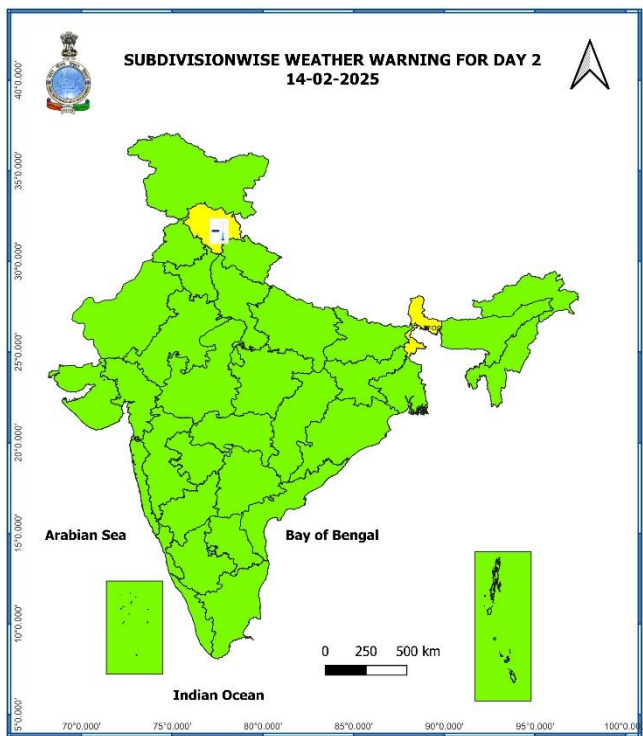 SUBDIVISIONWISE WEATHER WARNING FOR DAY 2
14-02-2025
40°0.000'
35°0.000'
30°0.000'
25°0.000'
20°0.000'
15°0.000'
10°0.000'
5°0.000'
Arabian Sea
Bay of Bengal
0 250 500 km
Indian Ocean
70°0.000' 75°0.000' 80°0.000' 85°0.000' 90°0.000' 95°0.000' 100°0.000'